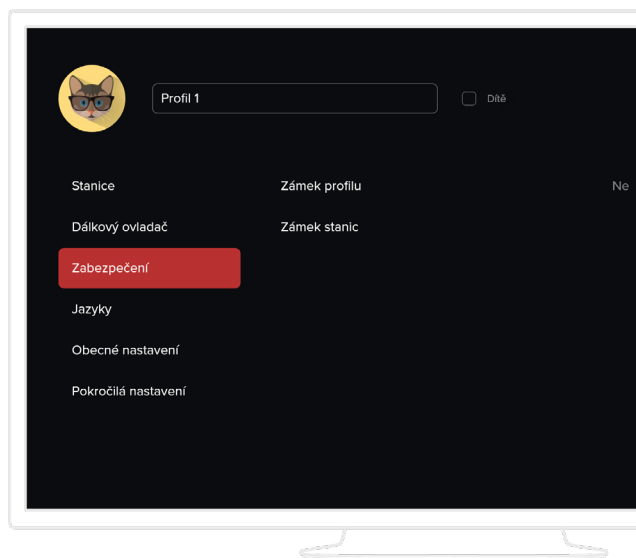 Profil 1
Dítě
Stanice
Zámek profilu
Ne
Dálkový ovladač
Zámek stanic
Zabezpečení
Jazyky
Obecné nastavení
Pokročilá nastavení